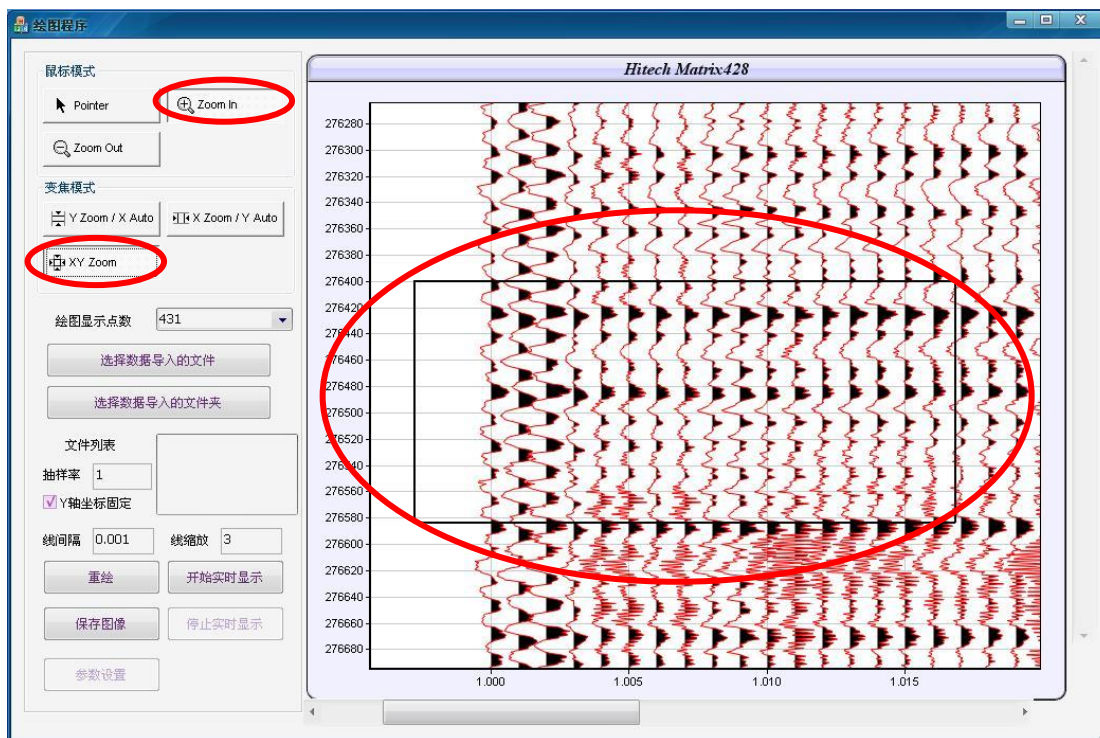 绘图程序
鼠标模式
Pointer
Zoom In
Zoom Out
变焦模式
Y Zoom / X Auto
X Zoom / Y Auto
XY Zoom
绘图显示点数 431
选择数据导入的文件
选择数据导入的文件夹
文件列表
抽样率 1
Y轴坐标固定
线间隔 0.001 线缩放 3
重绘 开始实时显示
保存图像 停止实时显示
参数设置
Hitech Matrix428
276280
276300
276320
276340
276360
276380
276400
276420
276440
276460
276480
276500
276520
276540
276560
276580
276600
276620
276640
276660
276680
1.000 1.005 1.010 1.015